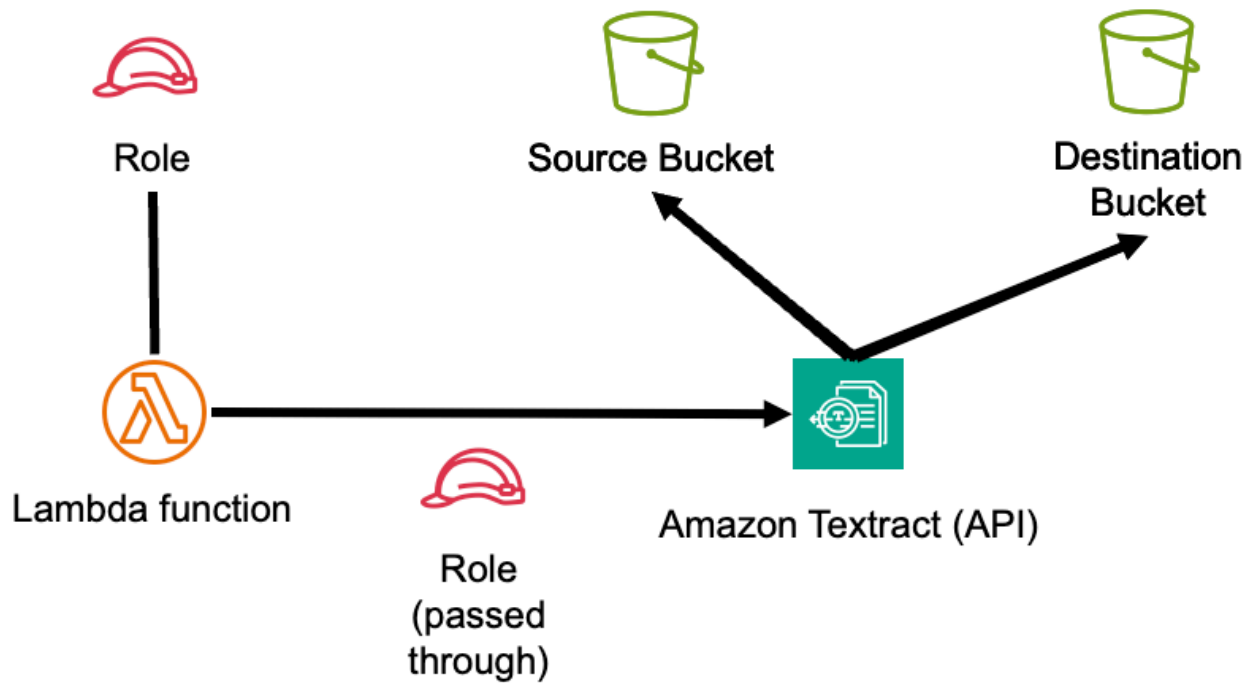 Role
Source Bucket
Destination
Bucket
Lambda function
Amazon Textract (API)
Role
(passed
through)